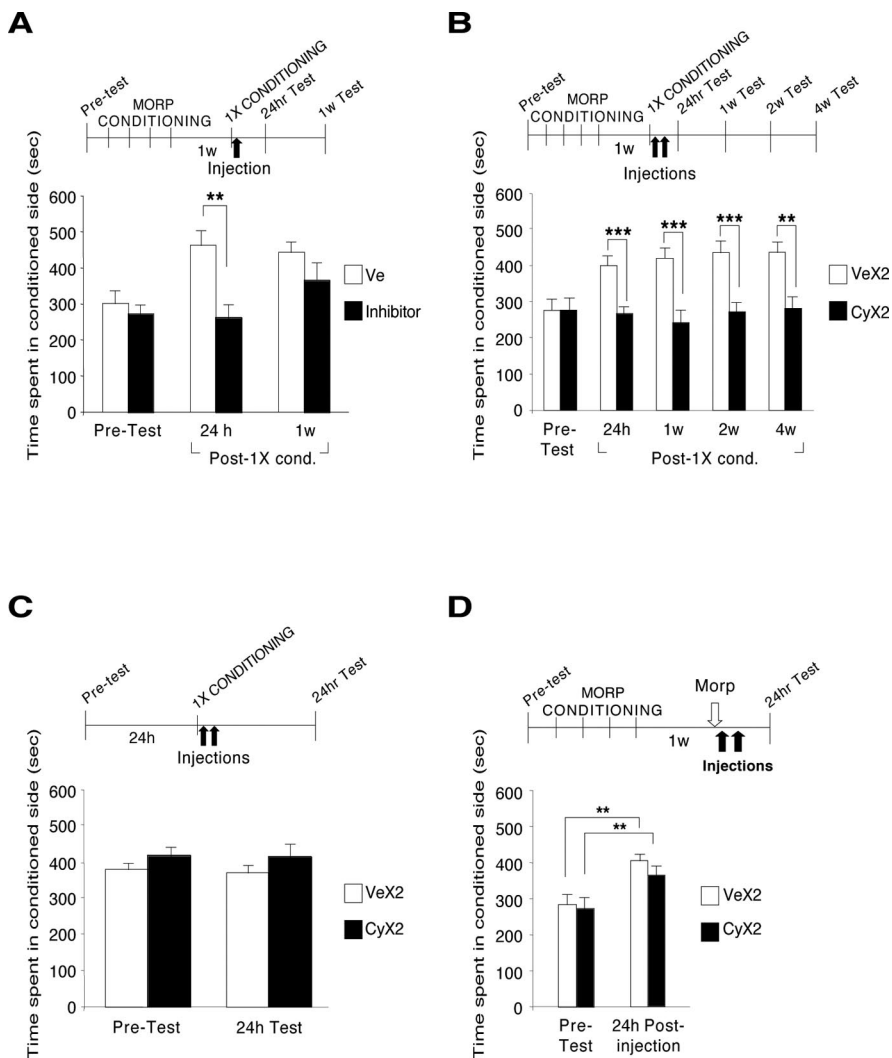 A
Pre-test
MORP
CONDITIONING
1X CONDITIONING
24hr Test
1w Test
1w
Injection
Time spent in conditioned side (sec)
600
500
400
300
200
100
0
**
Ve
Inhibitor
Pre-Test
24 h
1w
Post-1X cond.
B
Pre-test
MORP
CONDITIONING
1X CONDITIONING
24hr Test
1w Test
2w Test
4w Test
1w
Injections
Time spent in conditioned side (sec)
600
500
400
300
200
100
0
***
***
***
**
VeX2
CyX2
Pre-
Test
24h
1w
2w
4w
Post-1X cond.
C
Pre-test
1X CONDITIONING
24hr Test
24h
Injections
Time spent in conditioned side (sec)
600
500
400
300
200
100
0
VeX2
CyX2
Pre-Test
24h Test
D
Pre-test
MORP
CONDITIONING
Morp
24hr Test
1w
Injections
Time spent in conditioned side (sec)
600
500
400
300
200
100
0
**
**
VeX2
CyX2
Pre-
Test
24h Post-
injection